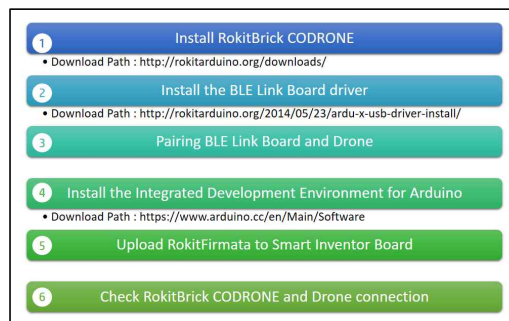 1 Install RokitBrick CODRONE
• Download Path : http://rokitarduino.org/downloads/
2 Install the BLE Link Board driver
• Download Path : http://rokitarduino.org/2014/05/23/ardu-x-usb-driver-install/
3 Pairing BLE Link Board and Drone
4 Install the Integrated Development Environment for Arduino
• Download Path : https://www.arduino.cc/en/Main/Software
5 Upload RokitFirmata to Smart Inventor Board
6 Check RokitBrick CODRONE and Drone connection